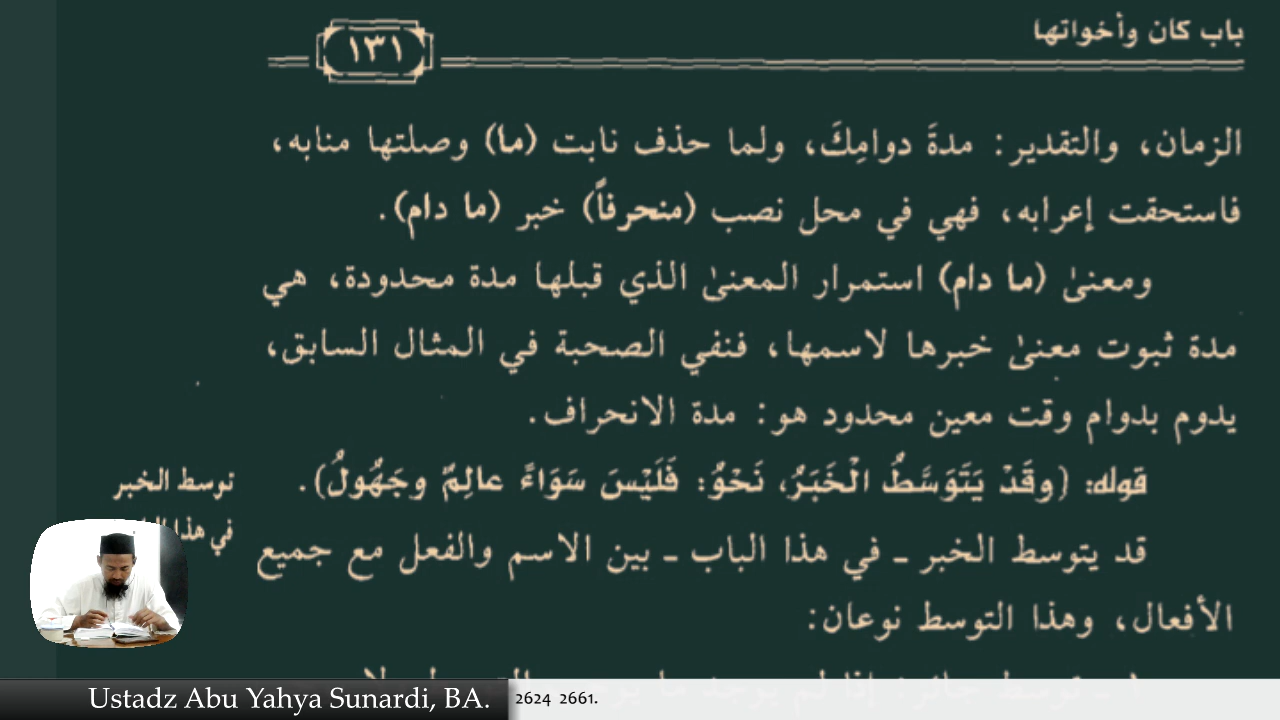 باب كان وأخواتها
١٣١
الزمان، والتقدير: مدةَ دوامِكَ، ولما حذف نابت (ما) وصلتها منابه،
فاستحقت إعرابه، فهي في محل نصب (منحرفاً) خبر (ما دام).
ومعنىٰ (ما دام) استمرار المعنىٰ الذي قبلها مدة محدودة، هي
مدة ثبوت معنىٰ خبرها لاسمها، فنفي الصحبة في المثال السابق،
يدوم بدوام وقت معين محدود هو: مدة الانحراف.
قوله: (وقَدْ يَتَوَسَّطُ الْخَبَرُ، نَحْوُ: فَلَيْسَ سَوَاءً عالِمٌ وجَهُولُ).
توسط الخبر
في هذا
قد يتوسط الخبر ـ في هذا الباب ـ بين الاسم والفعل مع جميع
الأفعال، وهذا التوسط نوعان:
Ustadz Abu Yahya Sunardi, BA.
2624 2661.